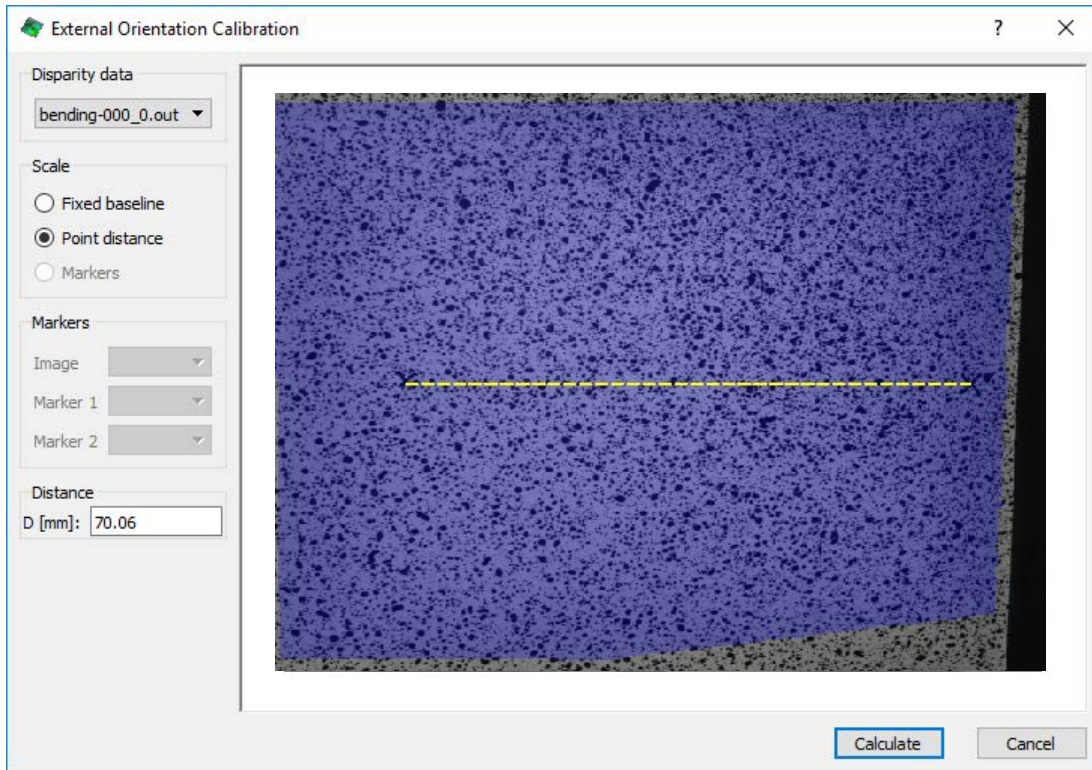 External Orientation Calibration
?
Disparity data
bending-000_0.out
Scale
Fixed baseline
Point distance
Markers
Markers
Image
Marker 1
Marker 2
Distance
D [mm]: 70.06
Calculate
Cancel